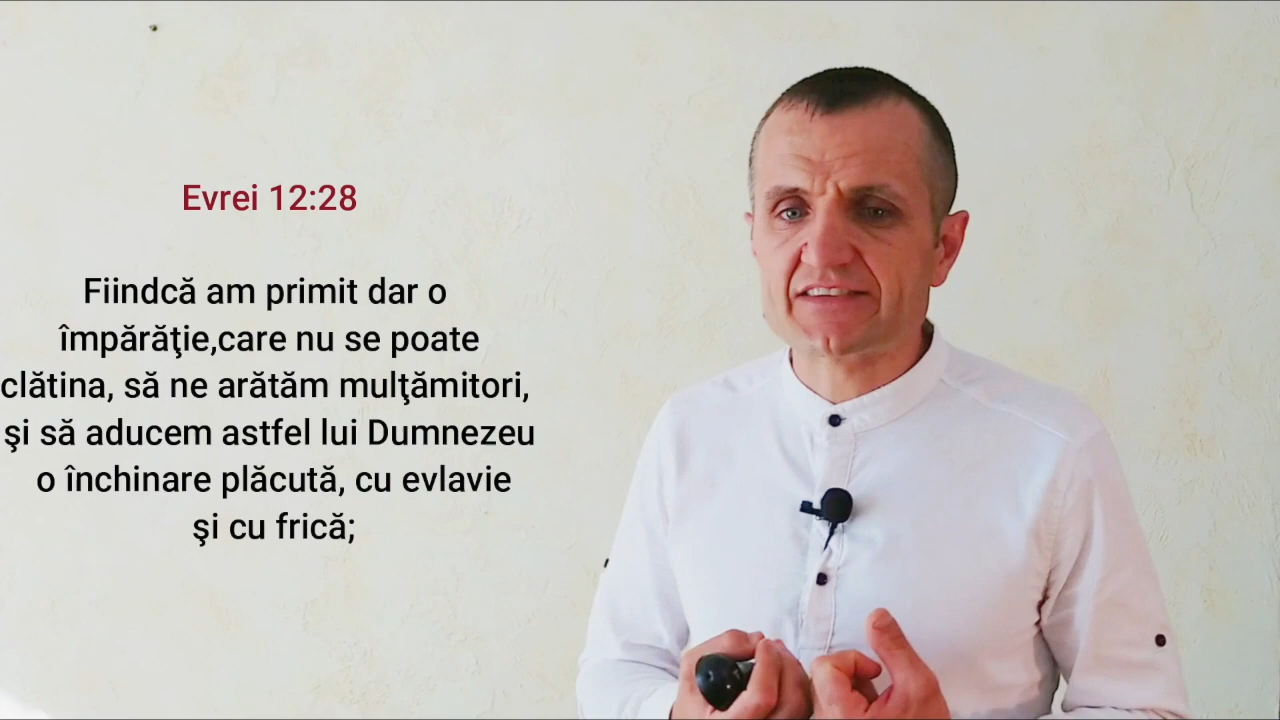 Evrei 12:28
Fiindcă am primit dar o
împărăţie,care nu se poate
clătina, să ne arătăm mulţămitori,
şi să aducem astfel lui Dumnezeu
o închinare plăcută, cu evlavie
şi cu frică;